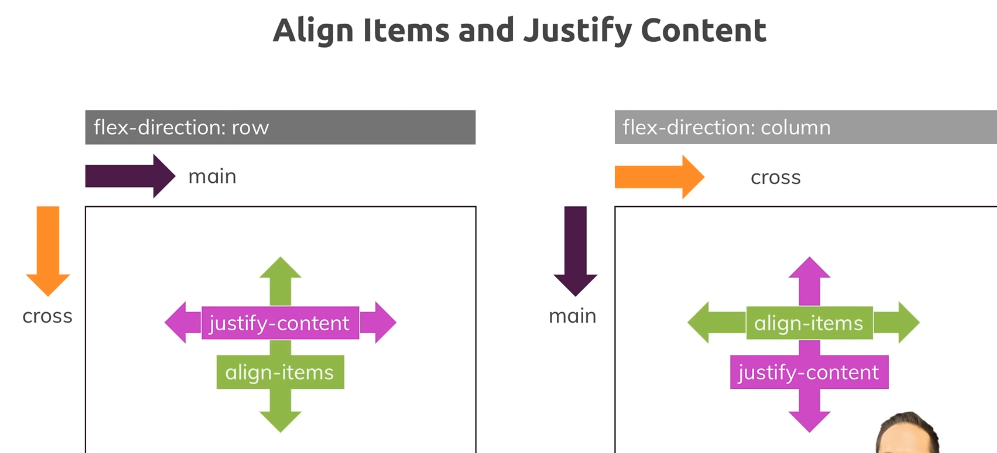 Align Items and Justify Content
flex-direction: row
main
cross
justify-content
align-items
flex-direction: column
cross
main
align-items
justify-content